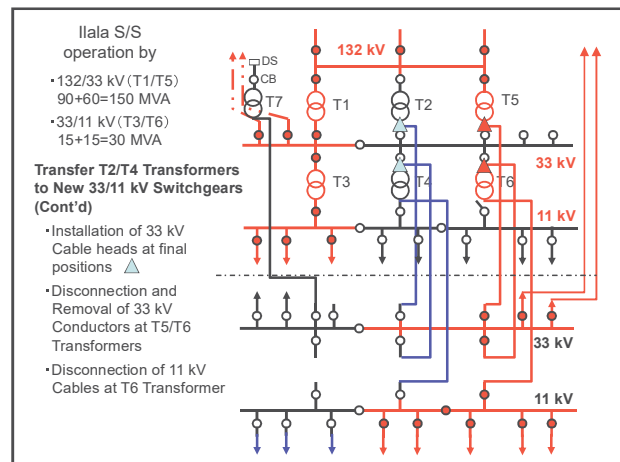 Ilala S/S
operation by
・132/33 kV (T1/T5)
90+60=150 MVA
・33/11 kV (T3/T6)
15+15=30 MVA
Transfer T2/T4 Transformers
to New 33/11 kV Switchgears
(Cont'd)
・Installation of 33 kV
Cable heads at final
positions
・Disconnection and
Removal of 33 kV
Conductors at T5/T6
Transformers
・Disconnection of 11 kV
Cables at T6 Transformer
DS
CB
T7
132 kV
T1
T2
T5
33 kV
T3
T4
T6
11 kV
33 kV
11 kV